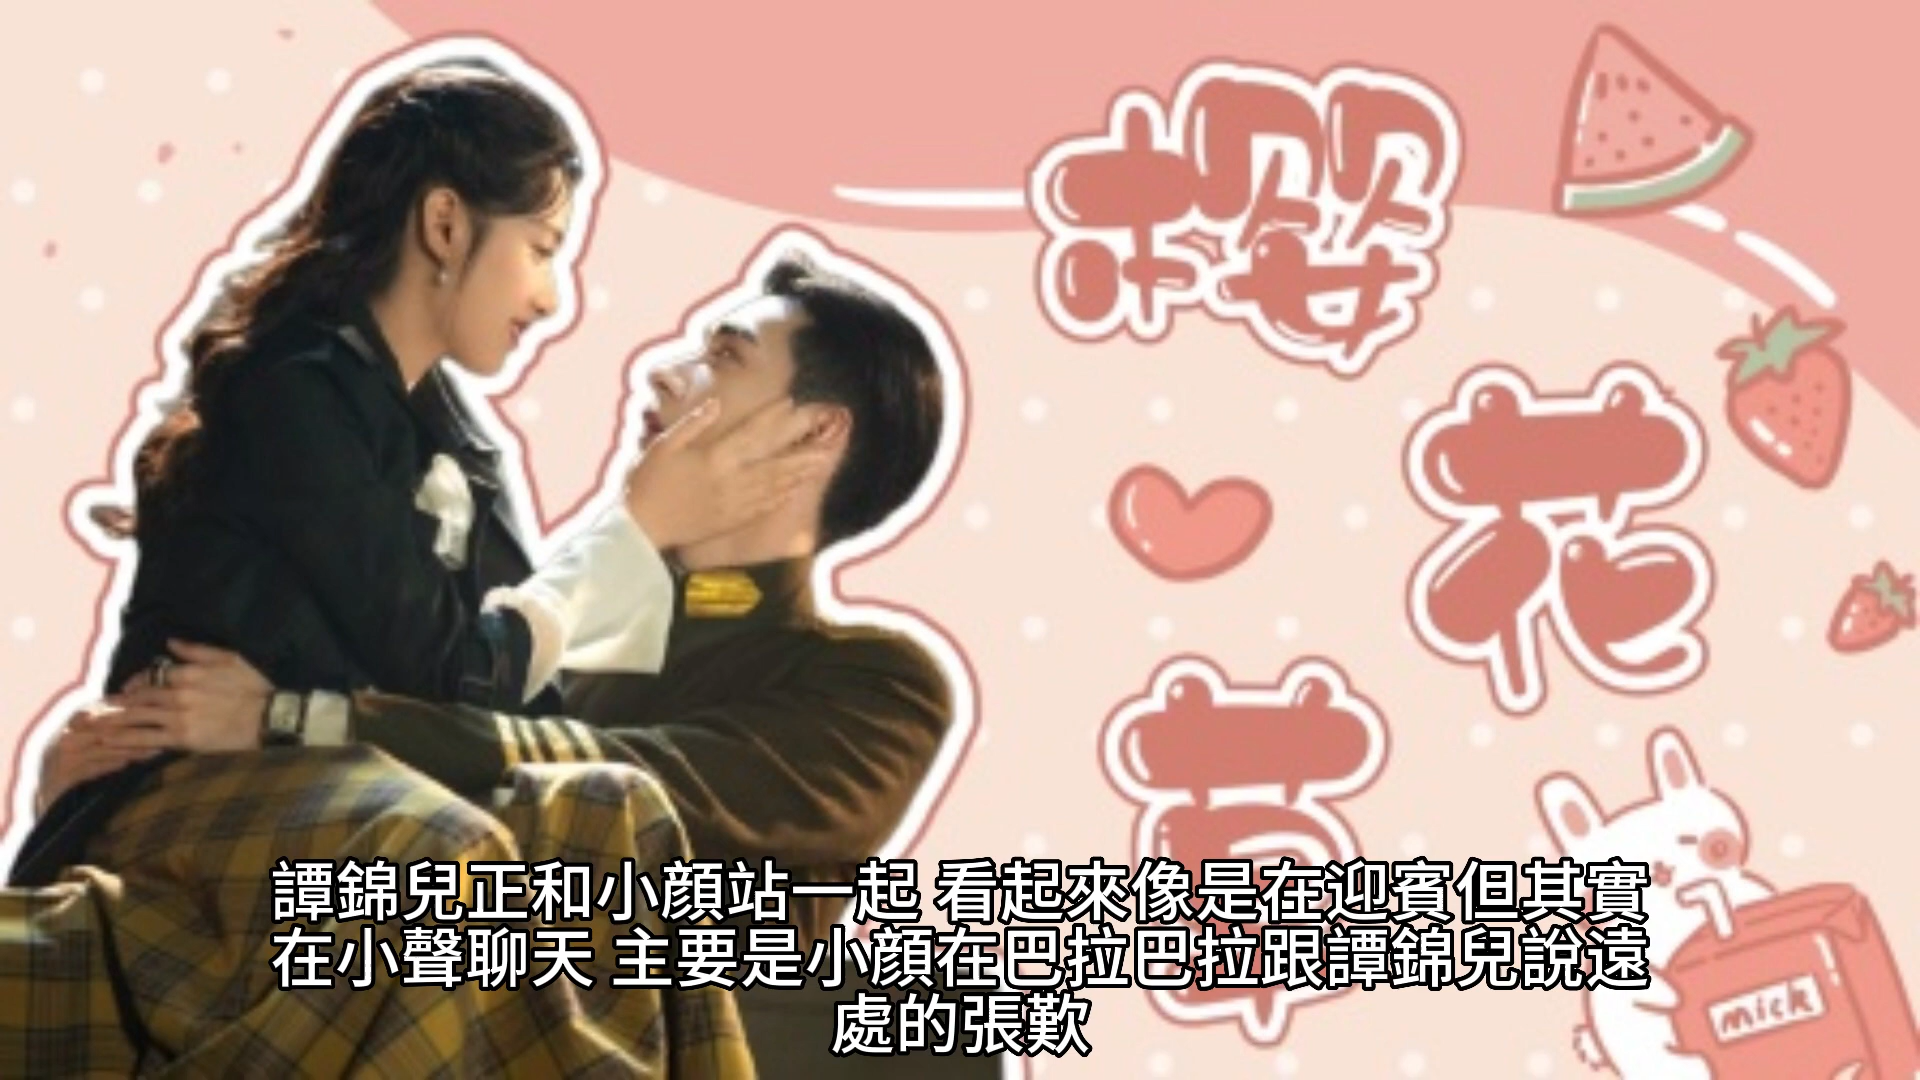 櫻
花
草
mick
譚錦兒正和小顔站一起 看起來像是在迎賓但其實
在小聲聊天 主要是小顔在巴拉巴拉跟譚錦兒說遠
處的張歎